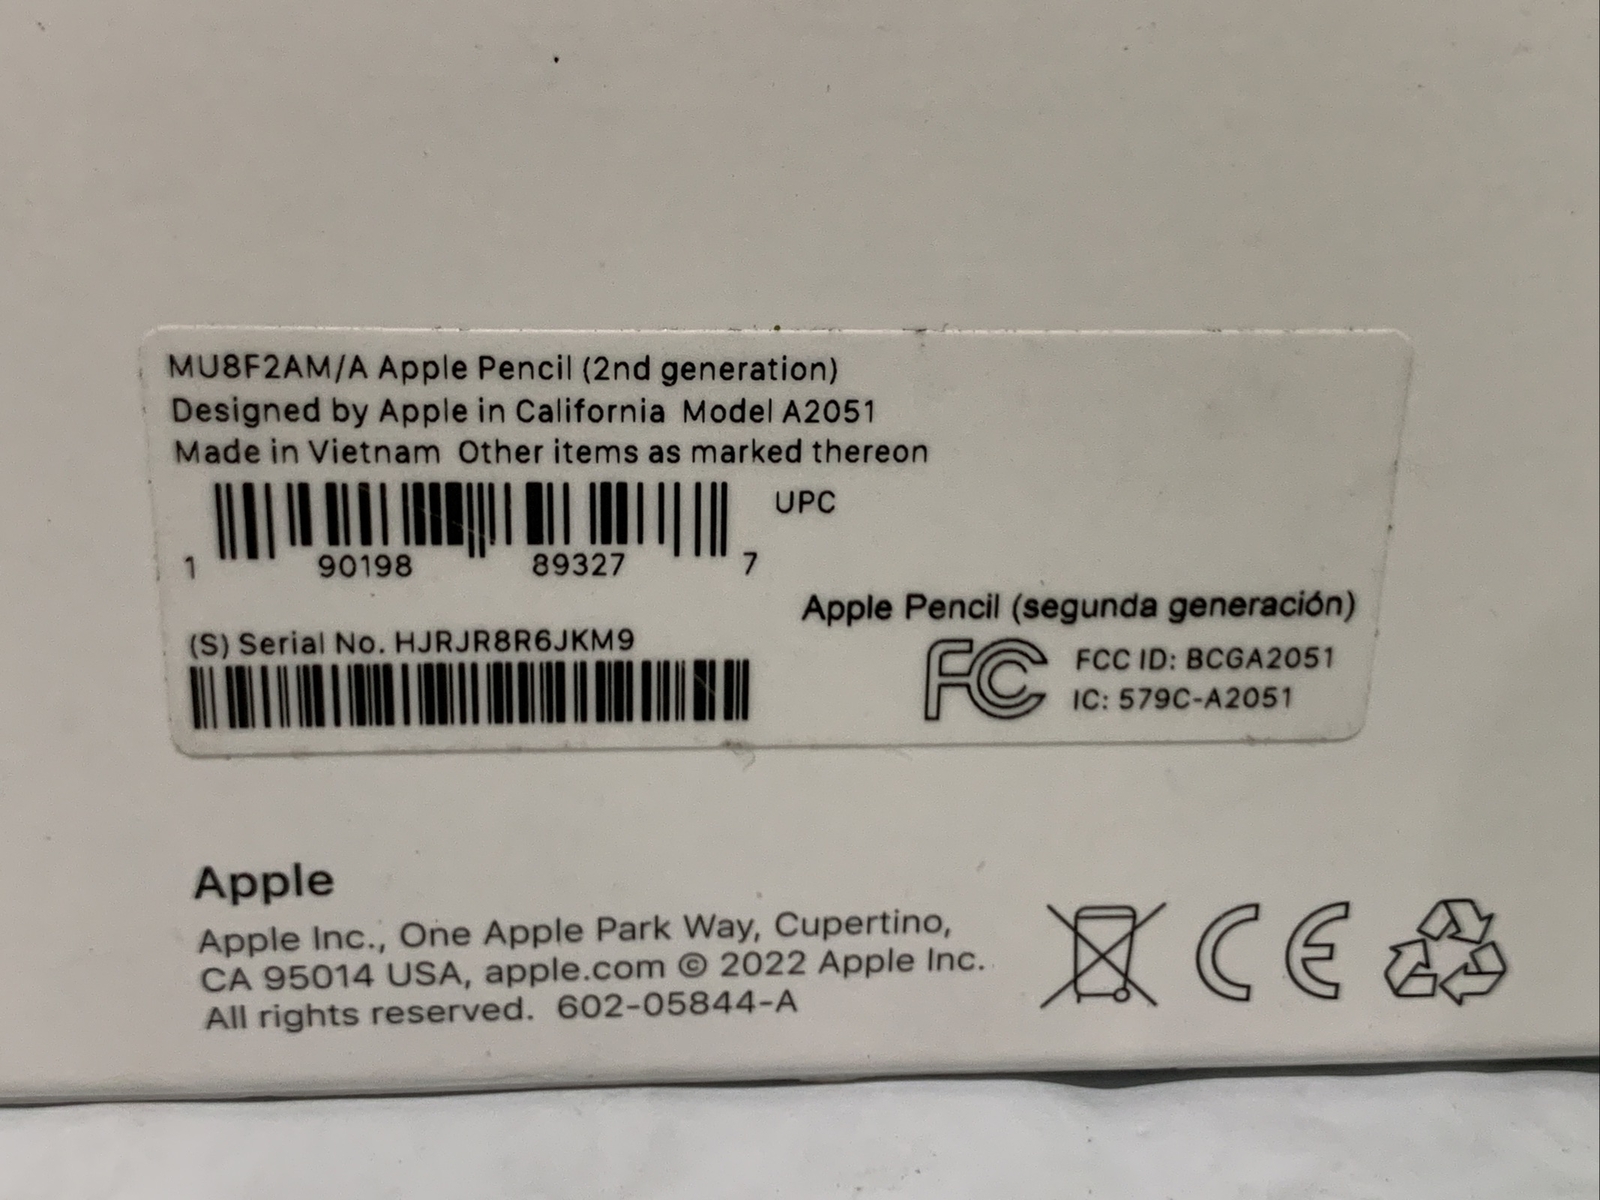 MU8F2AM/A Apple Pencil (2nd generation)
Designed by Apple in California Model A2051
Made in Vietnam Other items as marked thereon
UPC
1 90198 89327 7
(S) Serial No. HJRJR8R6JKM9
Apple Pencil (segunda generación)
FC
FCC ID: BCGA2051
IC: 579C-A2051
Apple
Apple Inc., One Apple Park Way, Cupertino,
CA 95014 USA, apple.com © 2022 Apple Inc.
All rights reserved. 602-05844-A
CE